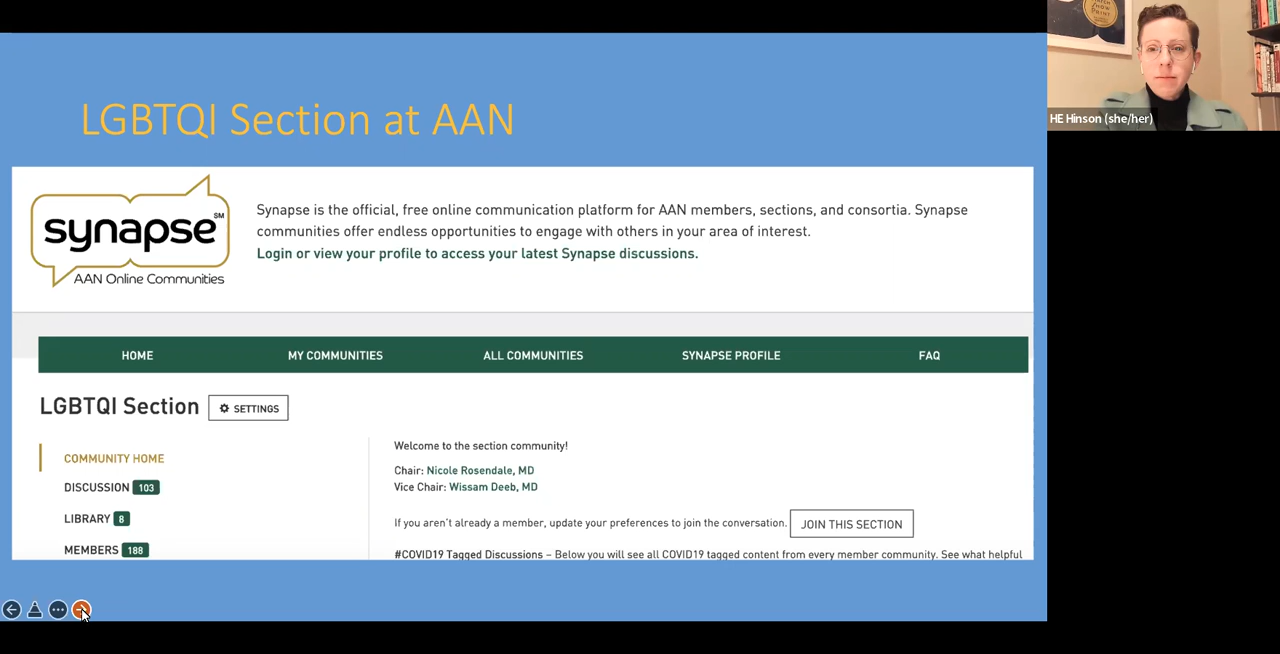 LGBTQI Section at AAN
HE Hinson (she/her)
synapse SM
AAN Online Communities
Synapse is the official, free online communication platform for AAN members, sections, and consortia. Synapse
communities offer endless opportunities to engage with others in your area of interest.
Login or view your profile to access your latest Synapse discussions.
HOME MY COMMUNITIES ALL COMMUNITIES SYNAPSE PROFILE FAQ
LGBTQI Section SETTINGS
COMMUNITY HOME
DISCUSSION 103
LIBRARY 8
MEMBERS 188
Welcome to the section community!
Chair: Nicole Rosendale, MD
Vice Chair: Wissam Deeb, MD
If you aren't already a member, update your preferences to join the conversation. JOIN THIS SECTION
#COVID19 Tagged Discussions – Below you will see all COVID19 tagged content from every member community. See what helpful